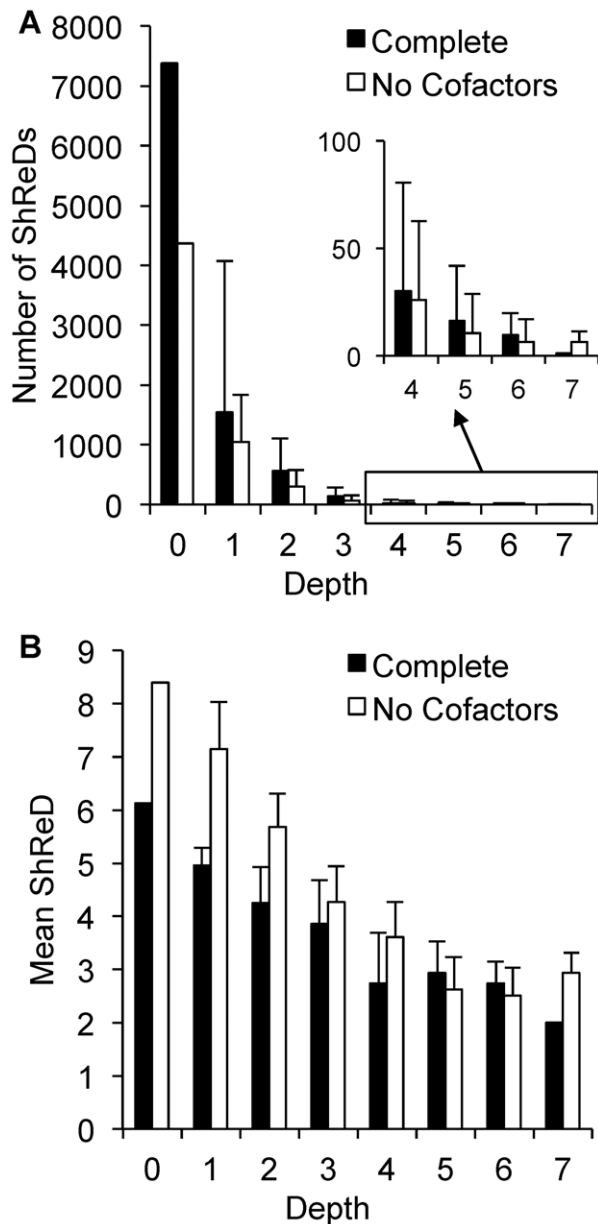 A
Complete
No Cofactors
Number of ShReDs
8000
7000
6000
5000
4000
3000
2000
1000
0
100
50
0
4 5 6 7
0 1 2 3 4 5 6 7
Depth
B
Complete
No Cofactors
Mean ShReD
9
8
7
6
5
4
3
2
1
0
0 1 2 3 4 5 6 7
Depth